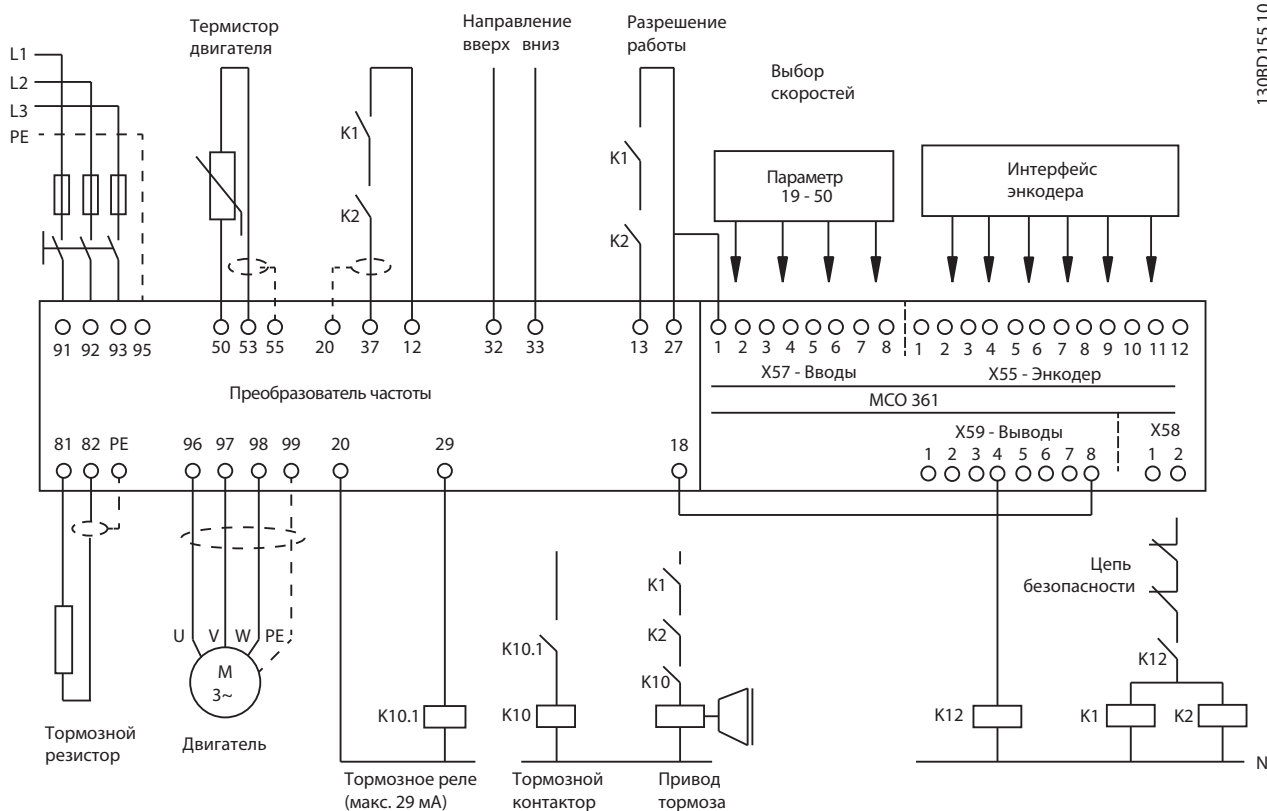 130BD155.10
Термистор
двигателя
Направление
вверх вниз
Разрешение
работы
Выбор
скоростей
L1
L2
L3
PE
K1
K2
K1
K2
Параметр
19 - 50
Интерфейс
энкодера
91 92 93 95 50 53 55 20 37 12 32 33 13 27 1 2 3 4 5 6 7 8 1 2 3 4 5 6 7 8 9 10 11 12
X57 - Вводы X55 - Энкодер
Преобразователь частоты
MCO 361
X59 - Выводы X58
81 82 PE 96 97 98 99 20 29 18
1 2 3 4 5 6 7 8 1 2
Цепь
безопасности
K1
K2
K10
K10.1
K12
U V W PE
M
3~
K10.1 K10 K12 K1 K2
N
Тормозной
резистор
Двигатель
Тормозное реле
(макс. 29 мА)
Тормозной
контактор
Привод
тормоза